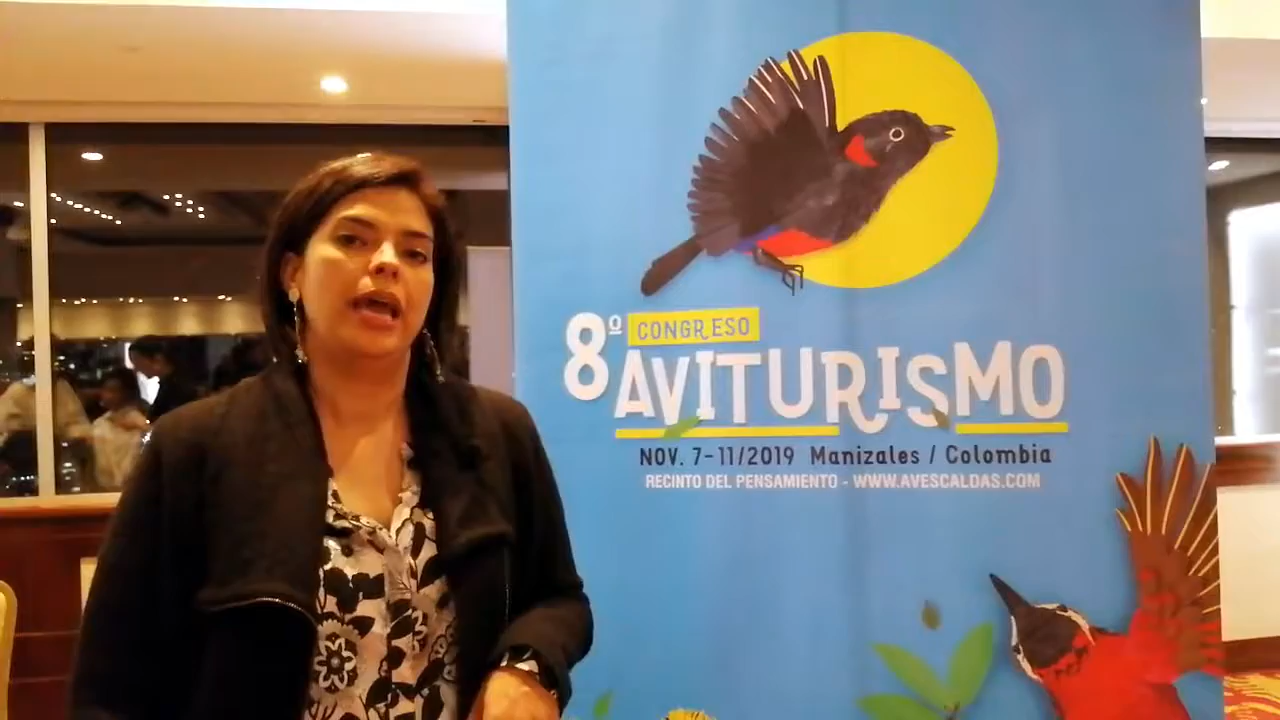 8º CONGRESO
AVITURISMO
NOV. 7-11/2019 Manizales / Colombia
RECINTO DEL PENSAMIENTO - WWW.AVESCALDAS.COM